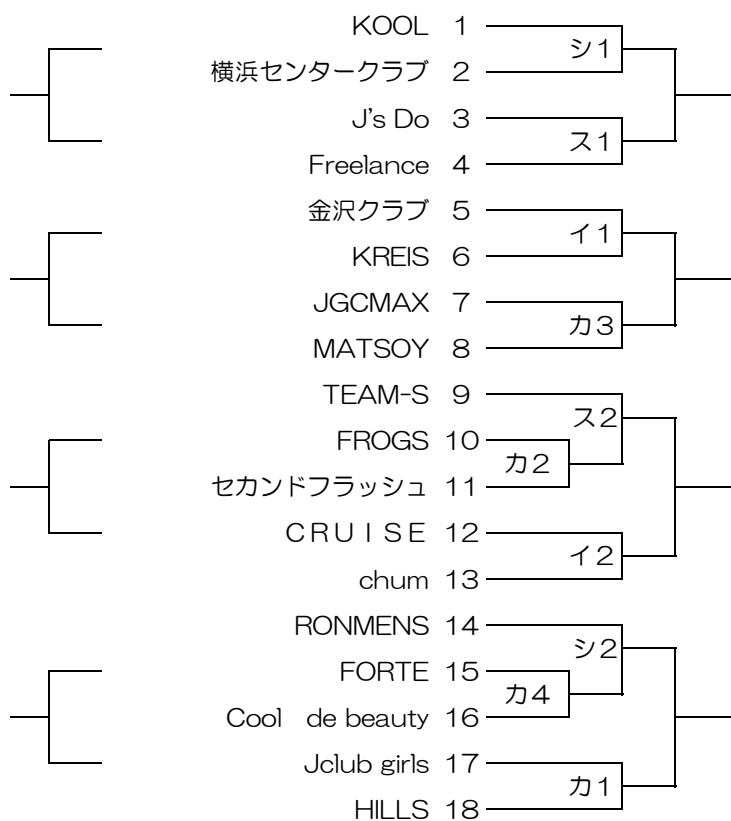 KOOL 1
シ1
横浜センタークラブ 2
J's Do 3
ス1
Freelance 4
金沢クラブ 5
イ1
KREIS 6
JGCMAX 7
カ3
MATSOY 8
TEAM-S 9
ス2
FROGS 10
カ2
セカンドフラッシュ 11
ＣＲＵＩＳＥ 12
イ2
chum 13
RONMENS 14
シ2
FORTE 15
カ4
Cool　de beauty 16
Jclub girls 17
カ1
HILLS 18